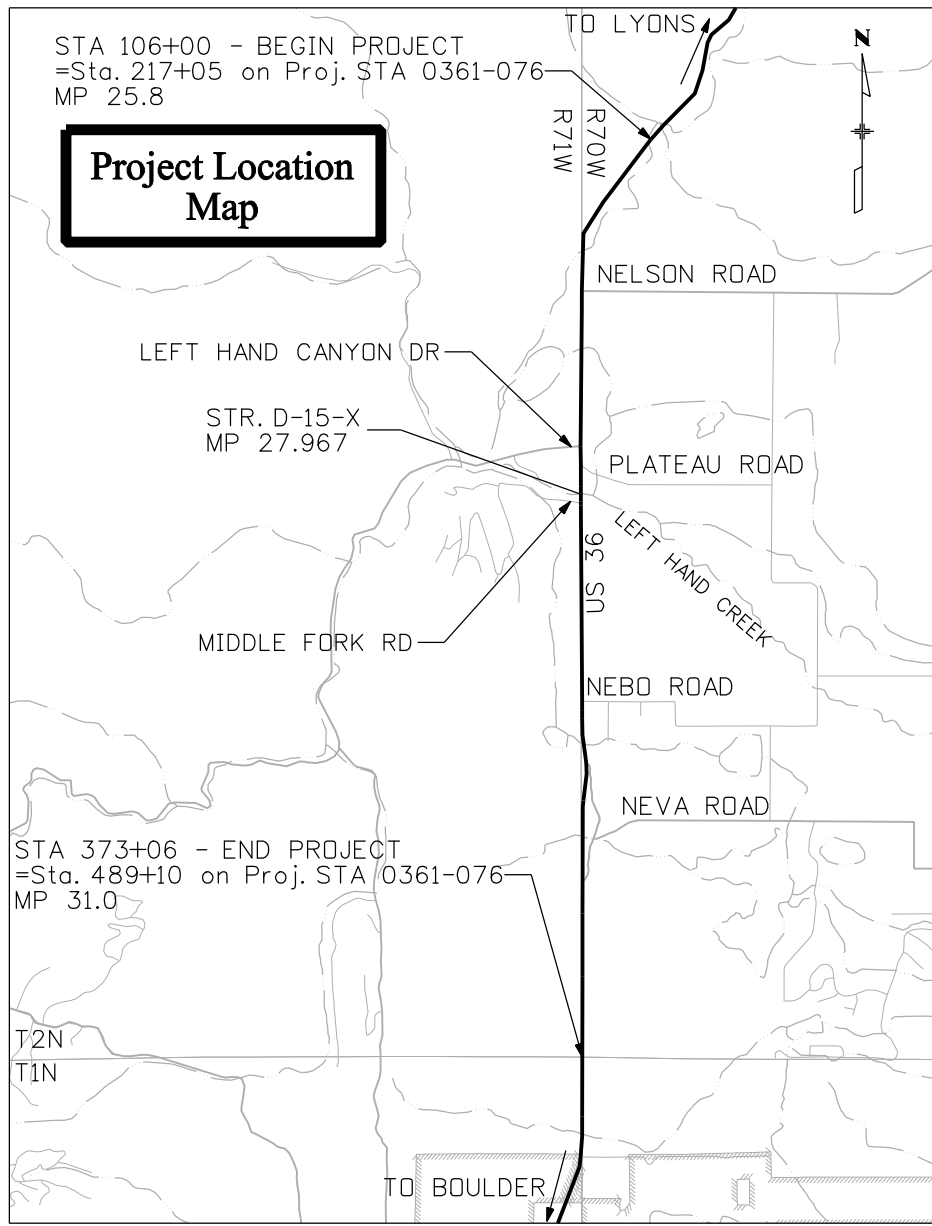 TO LYONS
STA 106+00 - BEGIN PROJECT
=Sta. 217+05 on Proj. STA 0361-076
MP 25.8
N
R71W
R70W
Project Location
Map
NELSON ROAD
LEFT HAND CANYON DR
STR. D-15-X
MP 27.967
PLATEAU ROAD
LEFT HAND CREEK
US 36
MIDDLE FORK RD
NEBO ROAD
NEVA ROAD
STA 373+06 - END PROJECT
=Sta. 489+10 on Proj. STA 0361-076
MP 31.0
T2N
T1N
TO BOULDER